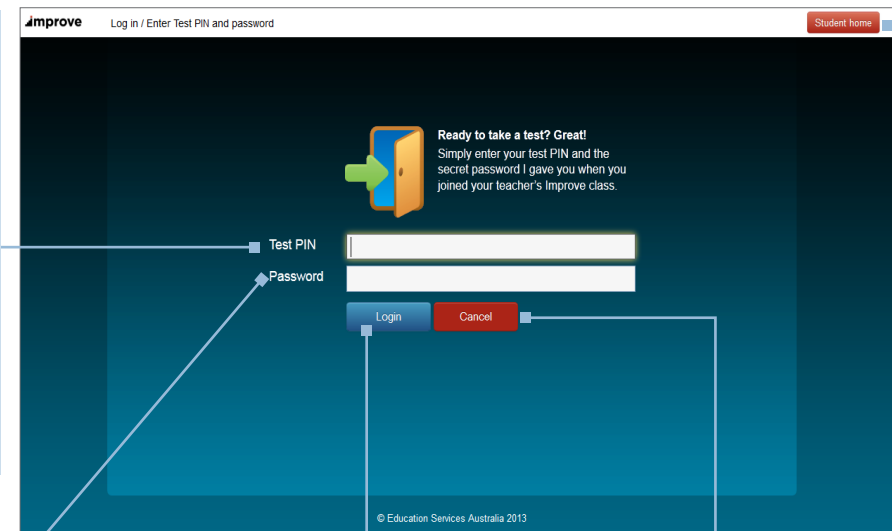 improve Log in / Enter Test PIN and password Student home
Ready to take a test? Great!
Simply enter your test PIN and the
secret password I gave you when you
joined your teacher's Improve class.
Test PIN
Password
Login Cancel
© Education Services Australia 2013